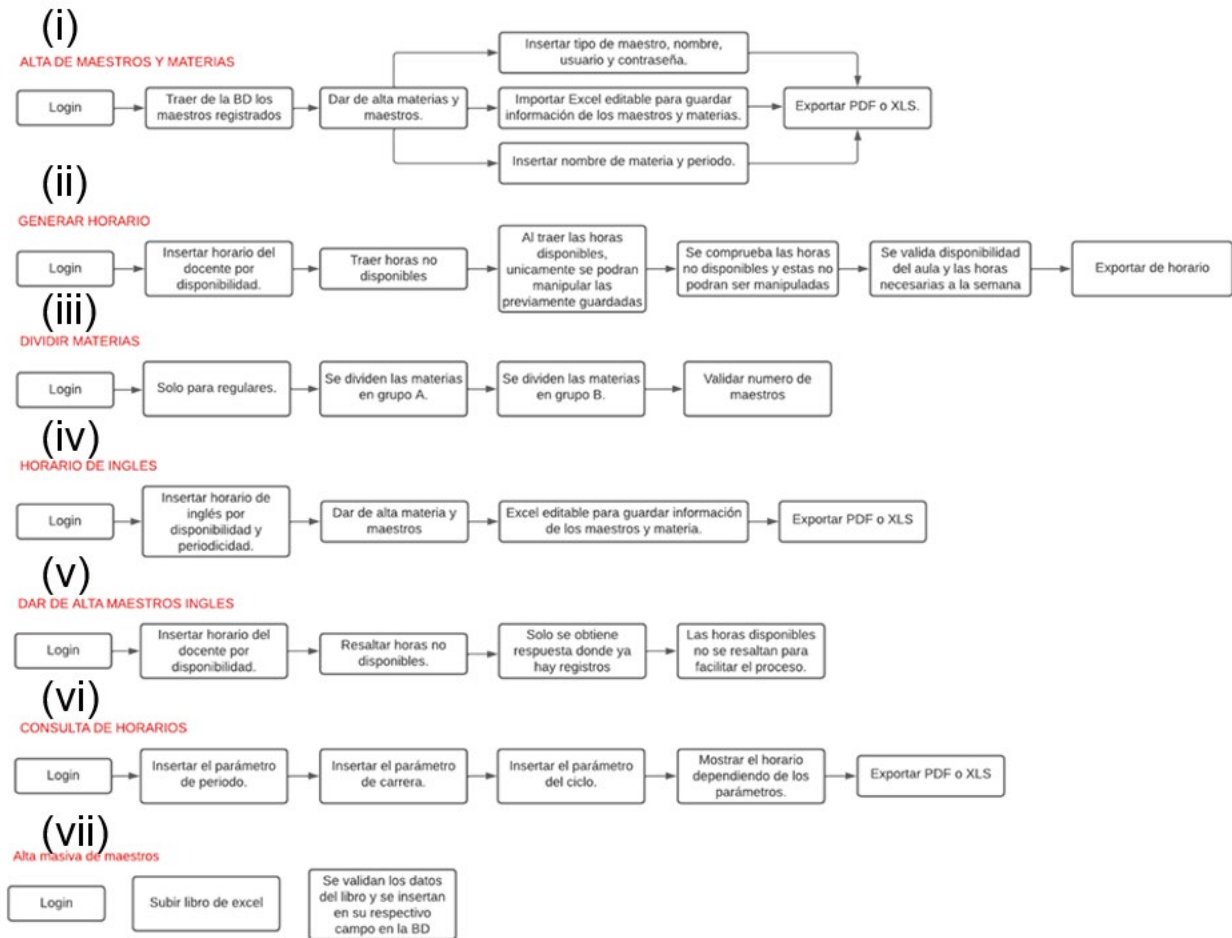 (i)
ALTA DE MAESTROS Y MATERIAS
Login
Traer de la BD los
maestros registrados
Dar de alta materias y
maestros.
Insertar tipo de maestro, nombre,
usuario y contraseña.
Importar Excel editable para guardar
información de los maestros y materias.
Insertar nombre de materia y periodo.
Exportar PDF o XLS.
(ii)
GENERAR HORARIO
Login
Insertar horario del
docente por
disponibilidad.
Traer horas no
disponibles
Al traer las horas
disponibles,
unicamente se podran
manipular las
previamente guardadas
Se comprueba las horas
no disponibles y estas no
podran ser manipuladas
Se valida disponibilidad
del aula y las horas
necesarias a la semana
Exportar de horario
(iii)
DIVIDIR MATERIAS
Login
Solo para regulares.
Se dividen las materias
en grupo A.
Se dividen las materias
en grupo B.
Validar numero de
maestros
(iv)
HORARIO DE INGLES
Login
Insertar horario de
inglés por
disponibilidad y
periodicidad.
Dar de alta materia y
maestros
Excel editable para guardar información
de los maestros y materia.
Exportar PDF o XLS
(v)
DAR DE ALTA MAESTROS INGLES
Login
Insertar horario del
docente por
disponibilidad.
Resaltar horas no
disponibles.
Solo se obtiene
respuesta donde ya
hay registros
Las horas disponibles
no se resaltan para
facilitar el proceso.
(vi)
CONSULTA DE HORARIOS
Login
Insertar el parámetro
de periodo.
Insertar el parámetro
de carrera.
Insertar el parámetro
del ciclo.
Mostrar el horario
dependiendo de los
parámetros.
Exportar PDF o XLS
(vii)
Alta masiva de maestros
Login
Subir libro de excel
Se validan los datos
del libro y se insertan
en su respectivo
campo en la BD